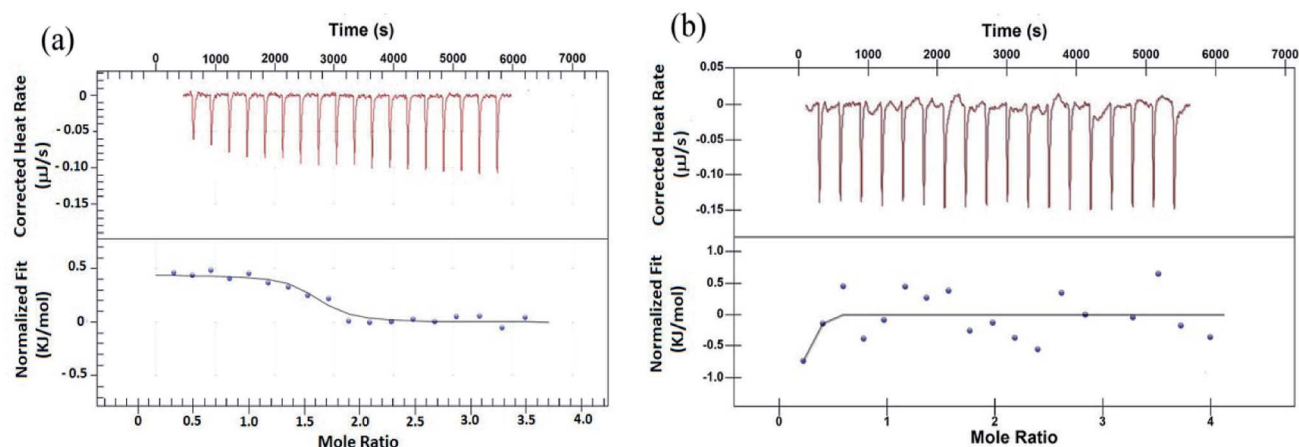 (a)
Time (s)
0 1000 2000 3000 4000 5000 6000 7000
Corrected Heat Rate
(µJ/s)
0
- 0.05
- 0.10
- 0.15
Normalized Fit
(KJ/mol)
0.5
0
- 0.5
0 0.5 1.0 1.5 2.0 2.5 3.0 3.5 4.0
Mole Ratio
(b)
Time (s)
0 1000 2000 3000 4000 5000 6000 7000
Corrected Heat Rate
(µJ/s)
0.05
0
-0.05
-0.10
-0.15
Normalized Fit
(KJ/mol)
1.0
0.5
0
-0.5
-1.0
0 1 2 3 4
Mole Ratio